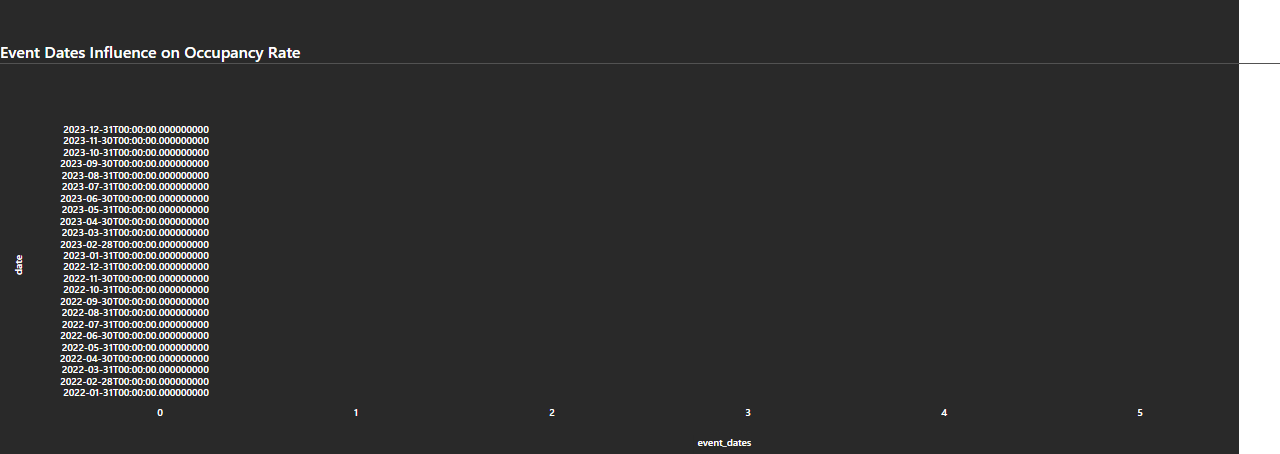 Event Dates Influence on Occupancy Rate
2023-12-31T00:00:00.000000000
2023-11-30T00:00:00.000000000
2023-10-31T00:00:00.000000000
2023-09-30T00:00:00.000000000
2023-08-31T00:00:00.000000000
2023-07-31T00:00:00.000000000
2023-06-30T00:00:00.000000000
2023-05-31T00:00:00.000000000
2023-04-30T00:00:00.000000000
2023-03-31T00:00:00.000000000
2023-02-28T00:00:00.000000000
2023-01-31T00:00:00.000000000
2022-12-31T00:00:00.000000000
2022-11-30T00:00:00.000000000
2022-10-31T00:00:00.000000000
2022-09-30T00:00:00.000000000
2022-08-31T00:00:00.000000000
2022-07-31T00:00:00.000000000
2022-06-30T00:00:00.000000000
2022-05-31T00:00:00.000000000
2022-04-30T00:00:00.000000000
2022-03-31T00:00:00.000000000
2022-02-28T00:00:00.000000000
2022-01-31T00:00:00.000000000
date
0 1 2 3 4 5
event_dates